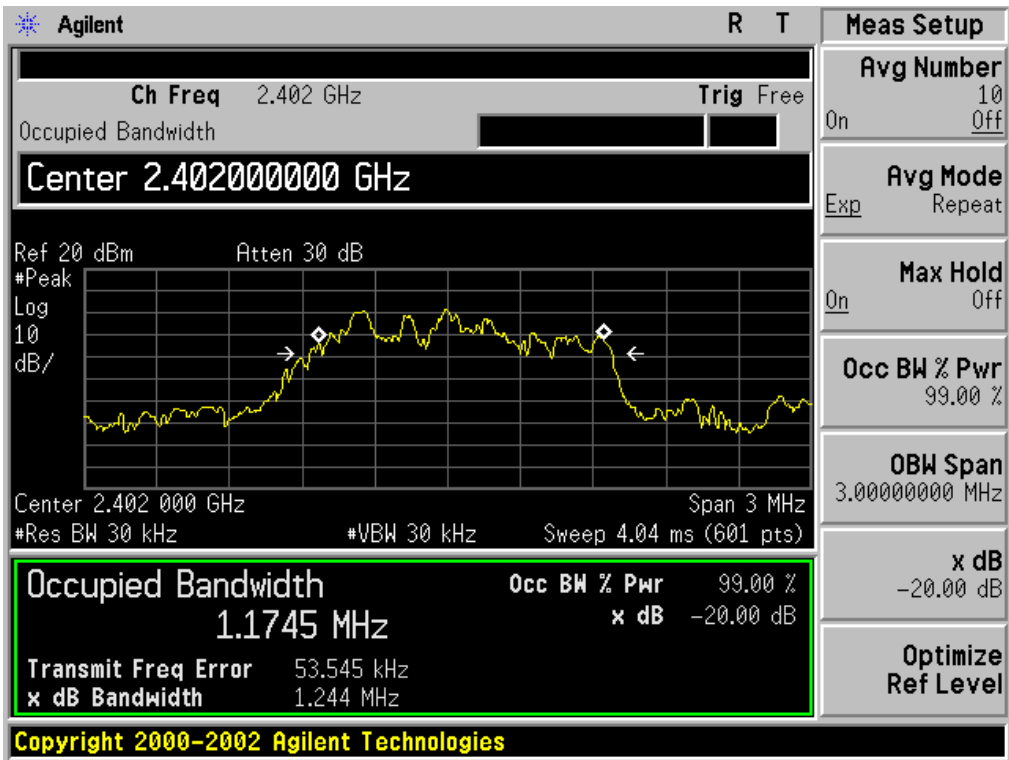 Agilent R T
Ch Freq 2.402 GHz Trig Free
Occupied Bandwidth
Center 2.402000000 GHz
Ref 20 dBm Atten 30 dB
#Peak
Log
10
dB/
Center 2.402 000 GHz Span 3 MHz
#Res BW 30 kHz #VBW 30 kHz Sweep 4.04 ms (601 pts)
Occupied Bandwidth Occ BW % Pwr 99.00 %
1.1745 MHz x dB -20.00 dB
Transmit Freq Error 53.545 kHz
x dB Bandwidth 1.244 MHz
Copyright 2000-2002 Agilent Technologies
Meas Setup
Avg Number
10
On Off
Avg Mode
Exp Repeat
Max Hold
On Off
Occ BW % Pwr
99.00 %
OBW Span
3.00000000 MHz
x dB
-20.00 dB
Optimize
Ref Level